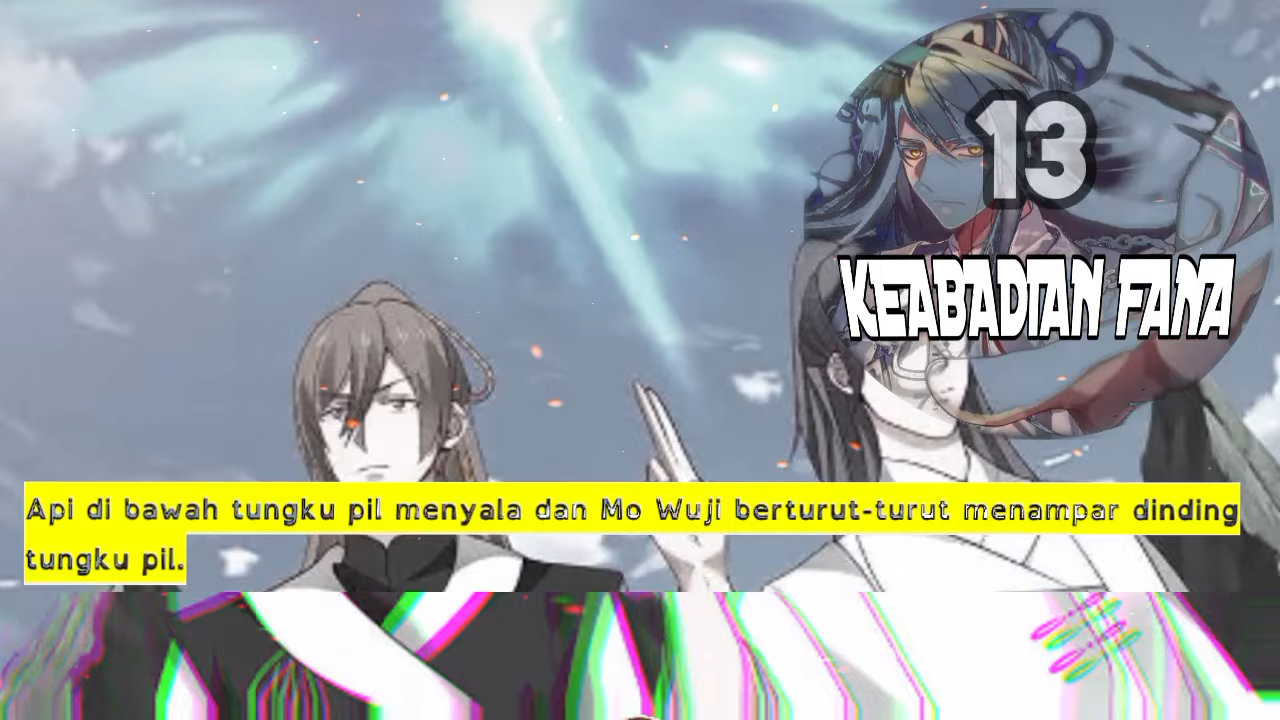 13
KEABADIAN FANA
Api di bawah tungku pil menyala dan Mo Wuji berturut-turut menampar dinding
tungku pil.